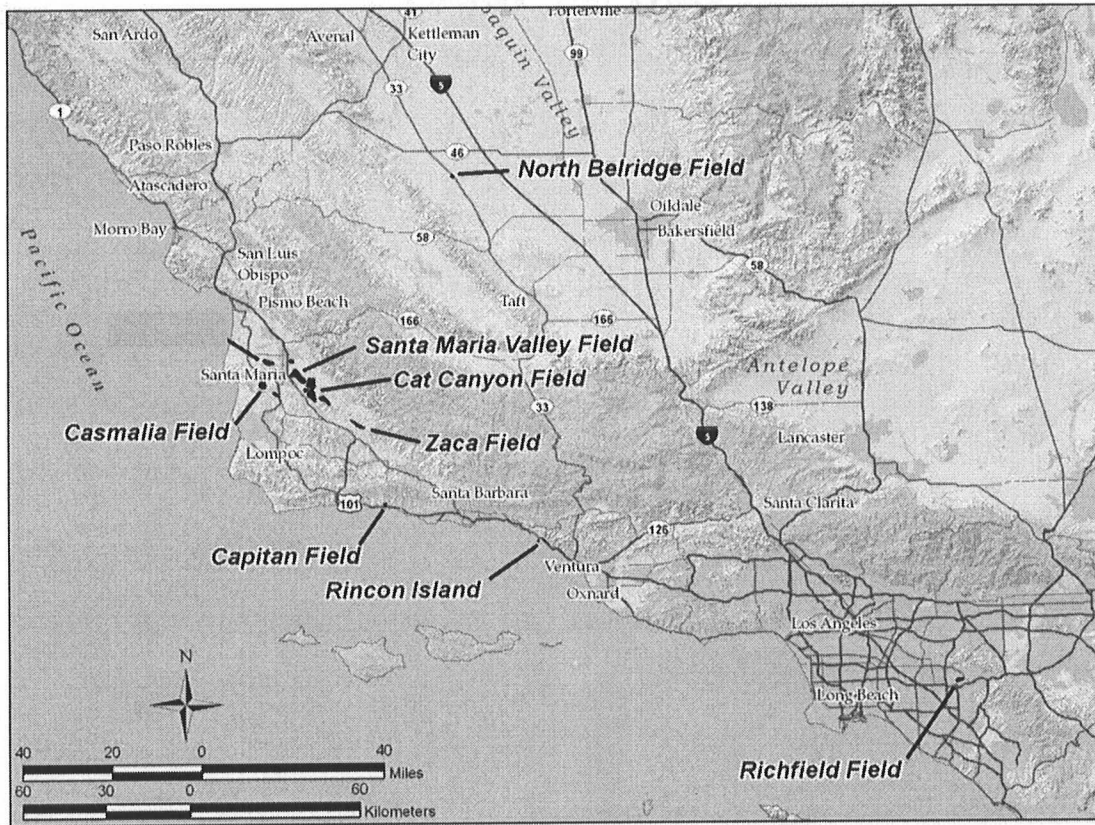 41
Porterville
San Ardo
Avenal
Kettleman
City
oaquin Valley
99
33
5
1
Paso Robles
46
North Belridge Field
Atascadero
Oildale
Morro Bay
Bakersfield
58
San Luis
Obispo
58
Pacific Ocean
Pismo Beach
Taft
166
166
Santa Maria Valley Field
Santa Maria
Cat Canyon Field
Antelope
Valley
33
138
Casmalia Field
Zaca Field
5
Lancaster
Lompoc
Santa Barbara
101
Santa Clarita
126
Capitan Field
Ventura
Rincon Island
Oxnard
Los Angeles
N
Long Beach
40 20 0 40
Miles
Richfield Field
60 30 0 60
Kilometers